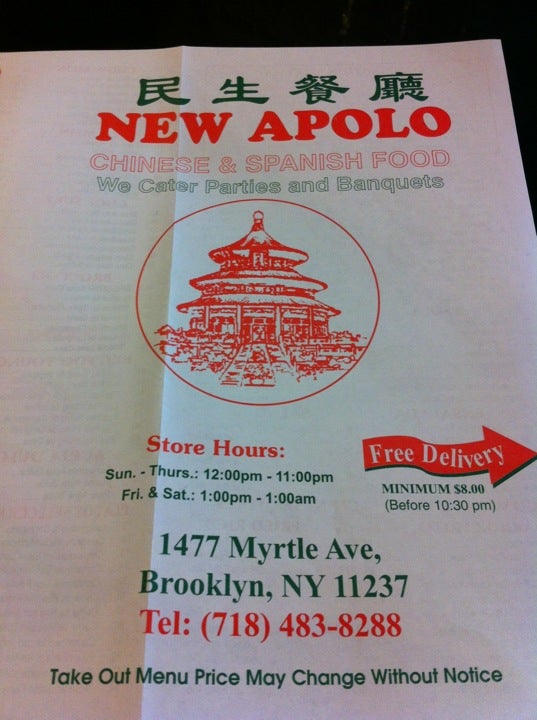 民生餐廳
NEW APOLO
CHINESE & SPANISH FOOD
We Cater Parties and Banquets
Store Hours:
Sun. - Thurs.: 12:00pm - 11:00pm
Fri. & Sat.: 1:00pm - 1:00am
Free Delivery
MINIMUM $8.00
(Before 10:30 pm)
1477 Myrtle Ave,
Brooklyn, NY 11237
Tel: (718) 483-8288
Take Out Menu Price May Change Without Notice